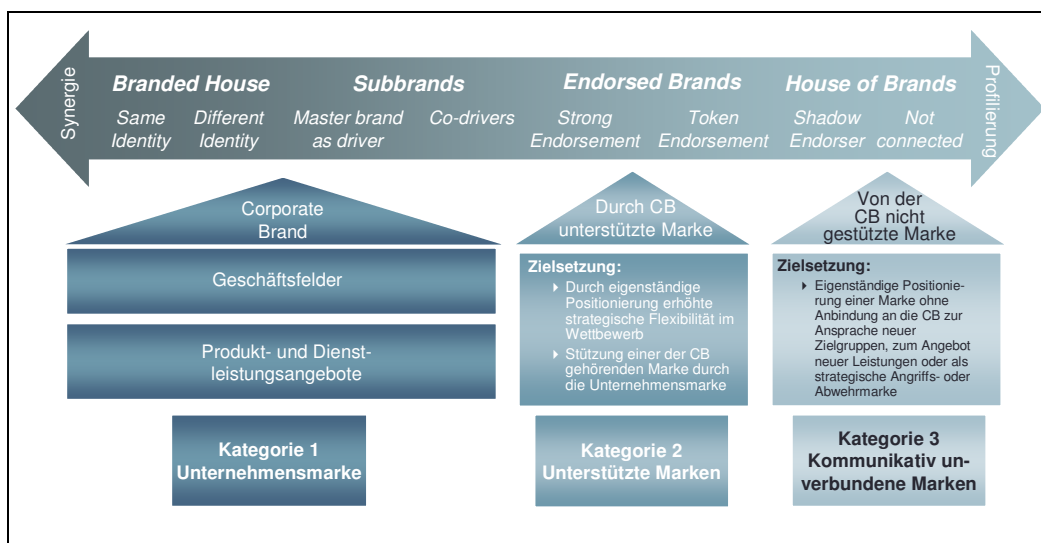 Synergie
Branded House
Subbrands
Endorsed Brands
House of Brands
Profilierung
Same
Identity
Different
Identity
Master brand
as driver
Co-drivers
Strong
Endorsement
Token
Endorsement
Shadow
Endorser
Not
connected
Corporate
Brand
Geschäftsfelder
Produkt- und Dienst-
leistungsangebote
Kategorie 1
Unternehmensmarke
Durch CB
unterstützte Marke
Zielsetzung:
Durch eigenständige
Positionierung erhöhte
strategische Flexibilität im
Wettbewerb
Stützung einer der CB
gehörenden Marke durch
die Unternehmensmarke
Kategorie 2
Unterstützte Marken
Von der
CB nicht
gestützte Marke
Zielsetzung:
Eigenständige Positionie-
rung einer Marke ohne
Anbindung an die CB zur
Ansprache neuer
Zielgruppen, zum Angebot
neuer Leistungen oder als
strategische Angriffs- oder
Abwehrmarke
Kategorie 3
Kommunikativ un-
verbundene Marken